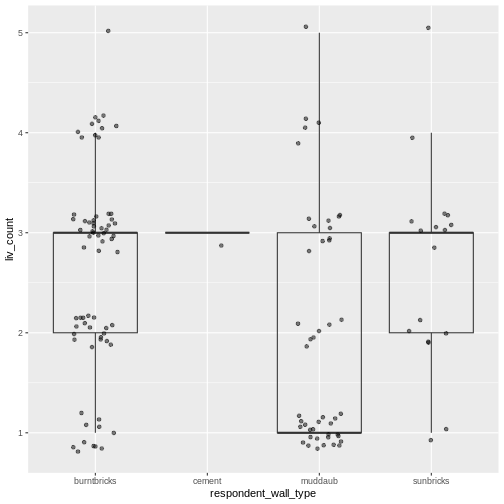 5
4
3
2
1
liv_count
burntbricks
cement
muddaub
sunbricks
respondent_wall_type